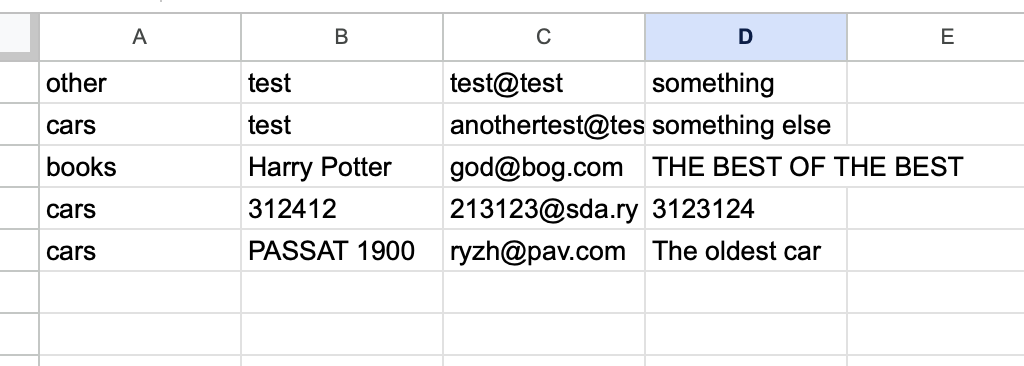 A B C D E
other test test@test something
cars test anothertest@tes something else
books Harry Potter god@bog.com THE BEST OF THE BEST
cars 312412 213123@sda.ry 3123124
cars PASSAT 1900 ryzh@pav.com The oldest car